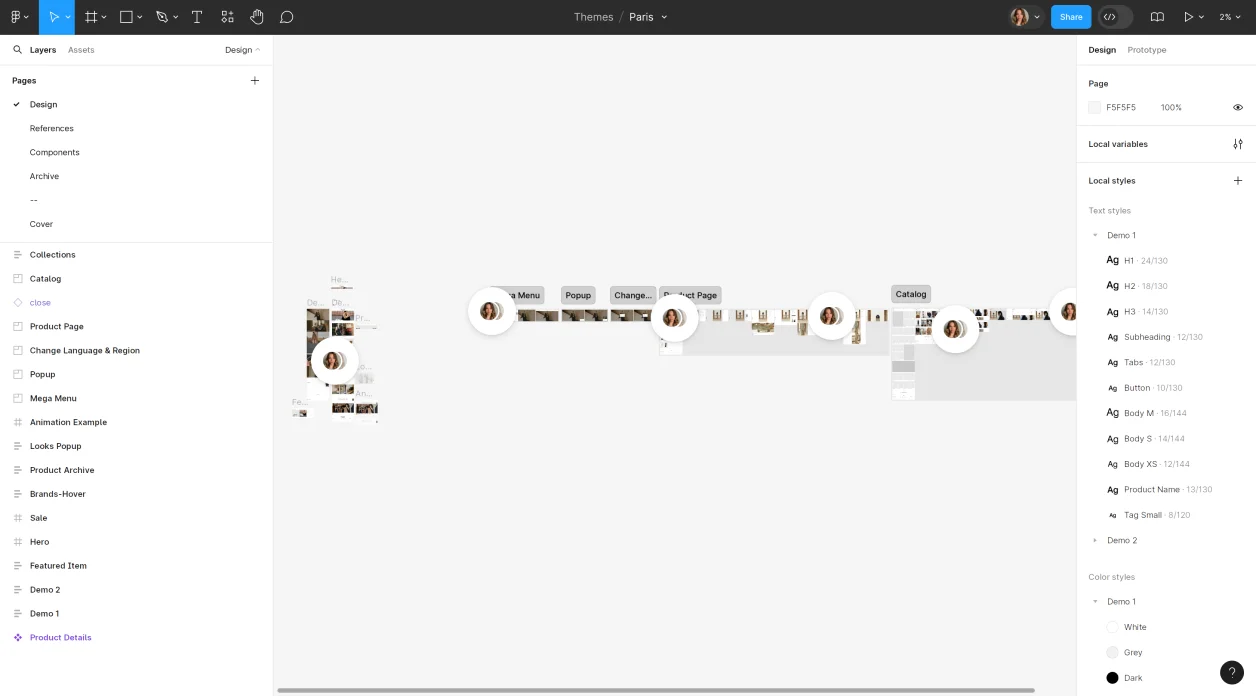 Themes / Paris
Share
2%
Layers
Assets
Design
Pages
Design
References
Components
Archive
--
Cover
Collections
Catalog
close
Product Page
Change Language & Region
Popup
Mega Menu
Animation Example
Looks Popup
Product Archive
Brands-Hover
Sale
Hero
Featured Item
Demo 2
Demo 1
Product Details
He...
De...
De...
Fe...
An...
Menu
Popup
Change...
Page
Catalog
Design
Prototype
Page
F5F5F5
100%
Local variables
Local styles
Text styles
Demo 1
Ag H1 · 24/130
Ag H2 · 18/130
Ag H3 · 14/130
Ag Subheading · 12/130
Ag Tabs · 12/130
Ag Button · 10/130
Ag Body M · 16/144
Ag Body S · 14/144
Ag Body XS · 12/144
Ag Product Name · 13/130
Ag Tag Small · 8/120
Demo 2
Color styles
Demo 1
White
Grey
Dark
?